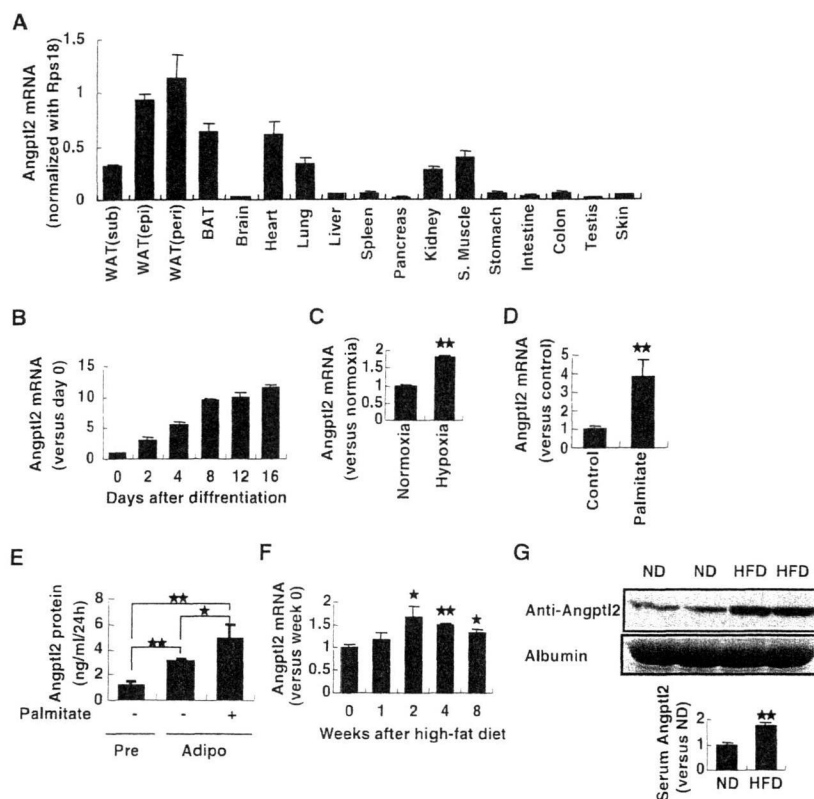 A
Angptl2 mRNA
(normalized with Rps18)
1.5
1
0.5
0
WAT(sub)
WAT(epi)
WAT(peri)
BAT
Brain
Heart
Lung
Liver
Spleen
Pancreas
Kidney
S. Muscle
Stomach
Intestine
Colon
Testis
Skin
B
Angptl2 mRNA
(versus day 0)
15
10
5
0
0 2 4 8 12 16
Days after diffrentiation
C
Angptl2 mRNA
(versus normoxia)
2
1.5
1
0.5
0
★★
Normoxia
Hypoxia
D
Angptl2 mRNA
(versus control)
6
5
4
3
2
1
0
★★
Control
Palmitate
E
Angptl2 protein
(ng/ml/24h)
8
6
4
2
0
★★
★
★★
Palmitate - - +
Pre Adipo
F
Angptl2 mRNA
(versus week 0)
2
1.5
1
0.5
0
★ ★★ ★
0 1 2 4 8
Weeks after high-fat diet
G
ND ND HFD HFD
Anti-Angptl2
Albumin
Serum Angptl2
(versus ND)
2
1
0
★★
ND HFD